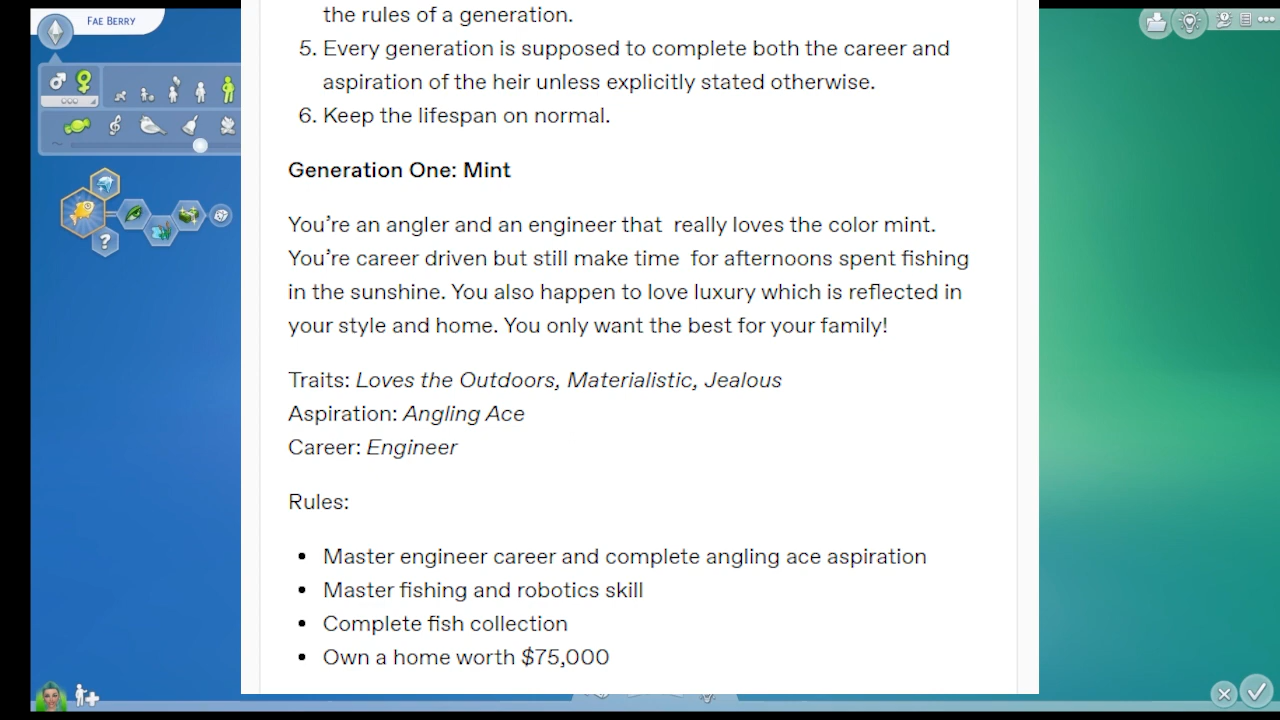 Fae Berry
the rules of a generation.
5. Every generation is supposed to complete both the career and
aspiration of the heir unless explicitly stated otherwise.
6. Keep the lifespan on normal.
Generation One: Mint
You’re an angler and an engineer that  really loves the color mint.
You’re career driven but still make time  for afternoons spent fishing
in the sunshine. You also happen to love luxury which is reflected in
your style and home. You only want the best for your family!
Traits: Loves the Outdoors, Materialistic, Jealous
Aspiration: Angling Ace
Career: Engineer
Rules:
• Master engineer career and complete angling ace aspiration
• Master fishing and robotics skill
• Complete fish collection
• Own a home worth $75,000